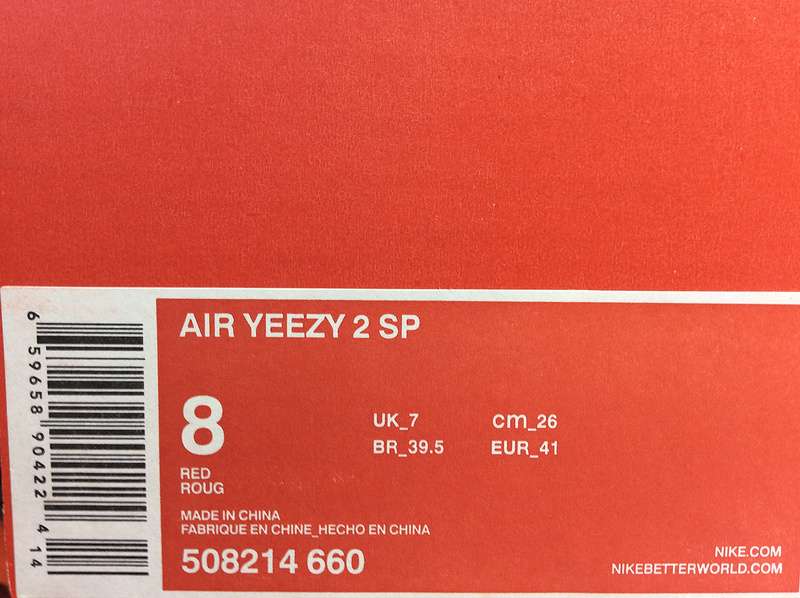 AIR YEEZY 2 SP
8
UK_7 cm_26
BR_39.5 EUR_41
RED
ROUG
MADE IN CHINA
FABRIQUE EN CHINE_HECHO EN CHINA
508214 660
NIKE.COM
NIKEBETTERWORLD.COM
6 59658 90422 4 14